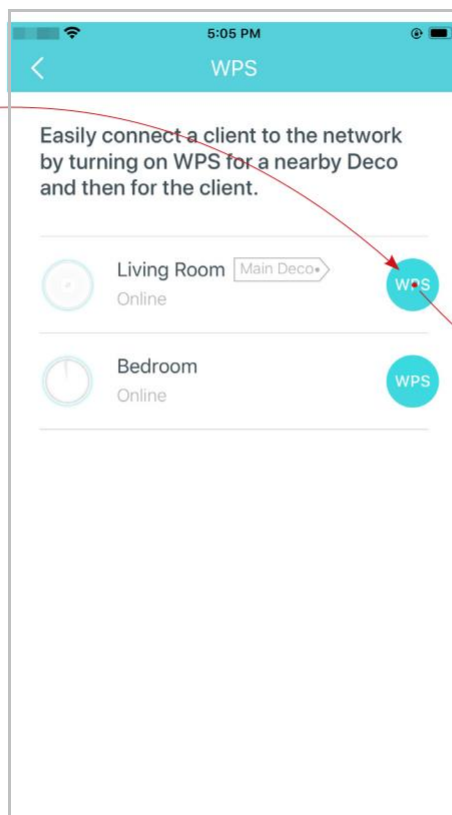 5:05 PM
WPS
Easily connect a client to the network
by turning on WPS for a nearby Deco
and then for the client.
Living Room Main Deco
Online
WPS
Bedroom
Online
WPS